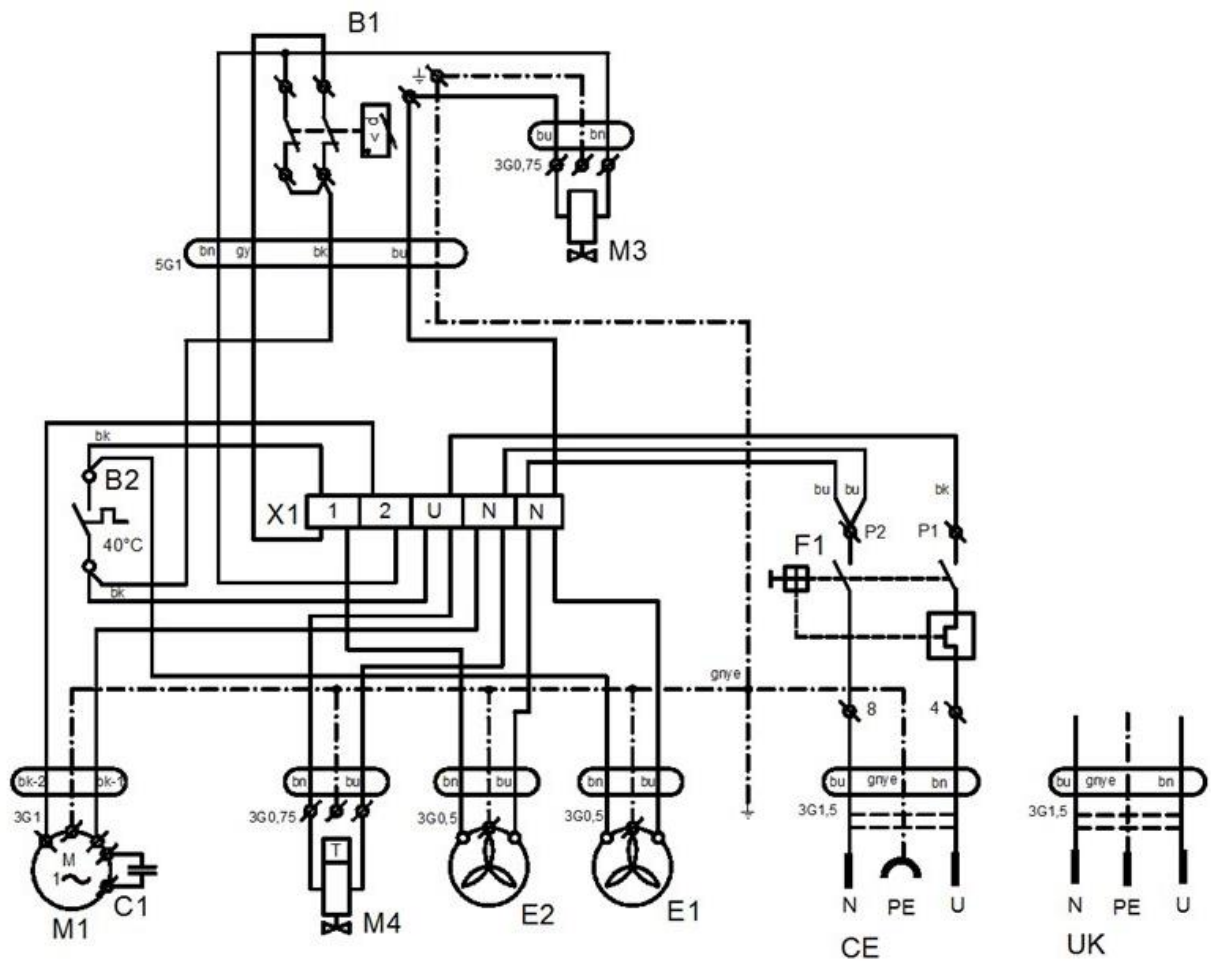 B1
p
v
bu bn
3G0,75
M3
bn gy bk bu
5G1
bk
B2
40°C
bk
X1 1 2 U N N
bu bu bk
P2 P1
F1
gnye
8 4
bk-2 bk-1
3G1
M
1
C1
M1
bn bu
3G0,75
T
M4
bn bu
3G0,5
E2
bn bu
3G0,5
E1
bu gnye bn
3G1,5
N PE U
CE
bu gnye bn
3G1,5
N PE U
UK